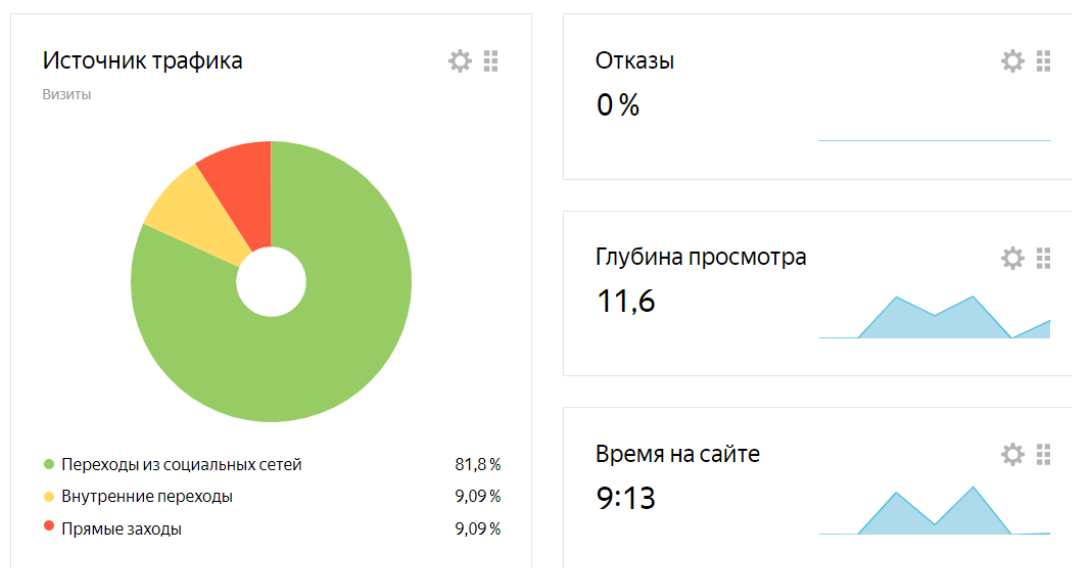 Источник трафика
Визиты
Переходы из социальных сетей 81,8 %
Внутренние переходы 9,09 %
Прямые заходы 9,09 %
Отказы
0 %
Глубина просмотра
11,6
Время на сайте
9:13